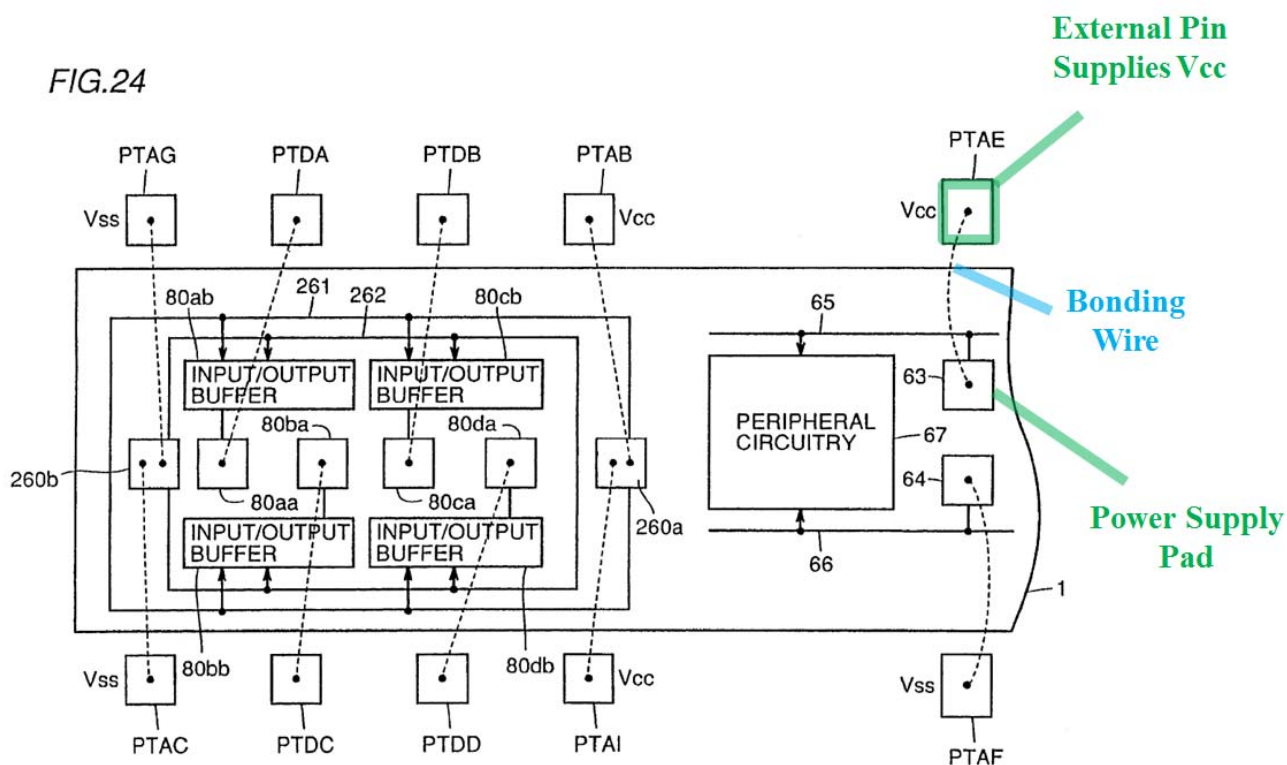 External Pin
Supplies Vcc
FIG.24
PTAG
PTDA
PTDB
PTAB
PTAE
Vss
Vcc
Vcc
Bonding
Wire
80ab
261
262
80cb
65
INPUT/OUTPUT
BUFFER
INPUT/OUTPUT
BUFFER
63
80ba
80da
PERIPHERAL
CIRCUITRY
67
260b
64
80aa
80ca
260a
INPUT/OUTPUT
BUFFER
INPUT/OUTPUT
BUFFER
66
Power Supply
Pad
1
80bb
80db
Vss
Vcc
Vss
PTAC
PTDC
PTDD
PTAI
PTAF